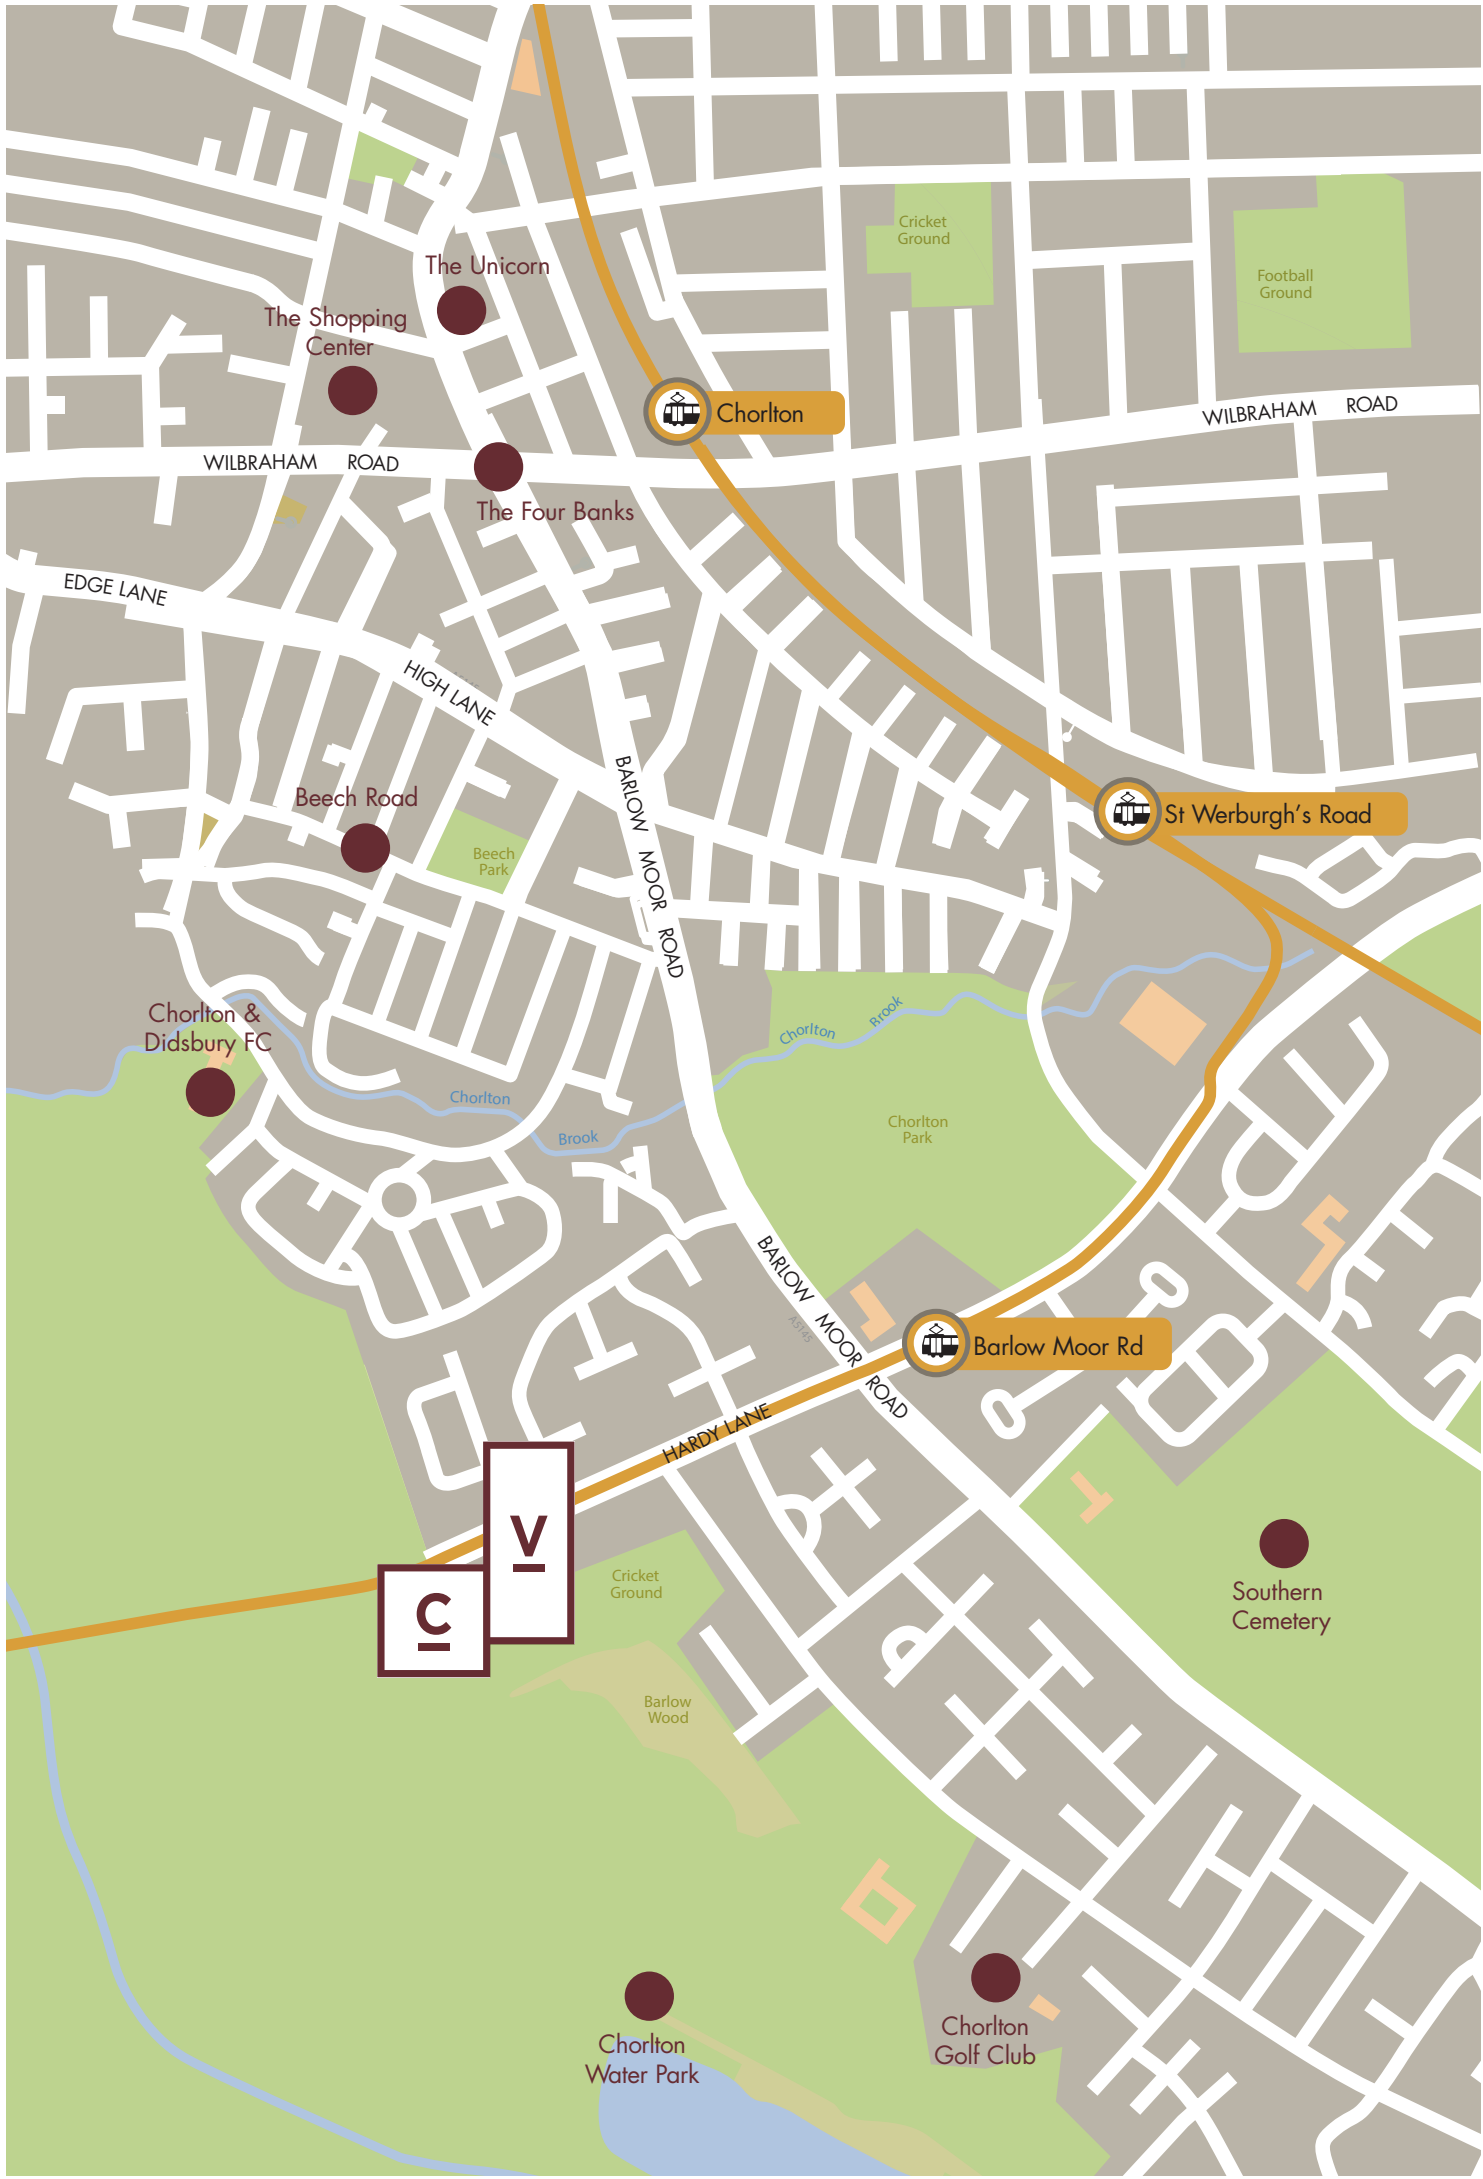 Cricket
Ground
The Unicorn
Football
Ground
The Shopping
Center
Chorlton
WILBRAHAM ROAD
WILBRAHAM ROAD
The Four Banks
EDGE LANE
HIGH LANE
BARLOW MOOR ROAD
Beech Road
St Werburgh's Road
Beech
Park
Chorlton &
Didsbury FC
Chorlton Brook
Chorlton
Brook
Chorlton
Park
BARLOW MOOR ROAD
A5145
Barlow Moor Rd
HARDY LANE
V
C
Cricket
Ground
Southern
Cemetery
Barlow
Wood
Chorlton
Water Park
Chorlton
Golf Club